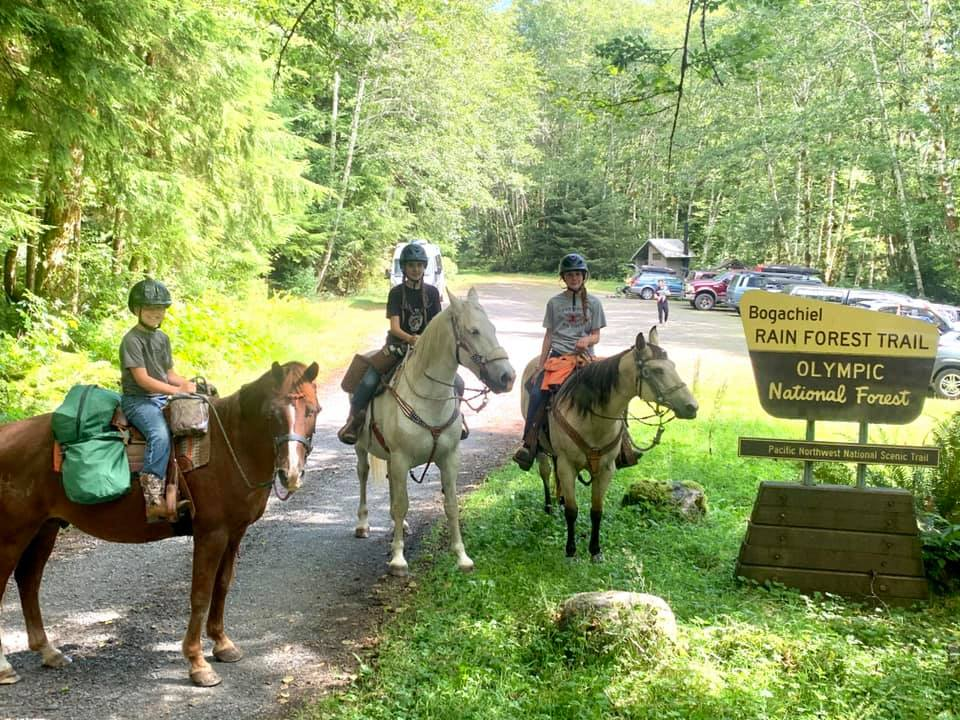 Bogachiel
RAIN FOREST TRAIL
OLYMPIC
National Forest
Pacific Northwest National Scenic Trail